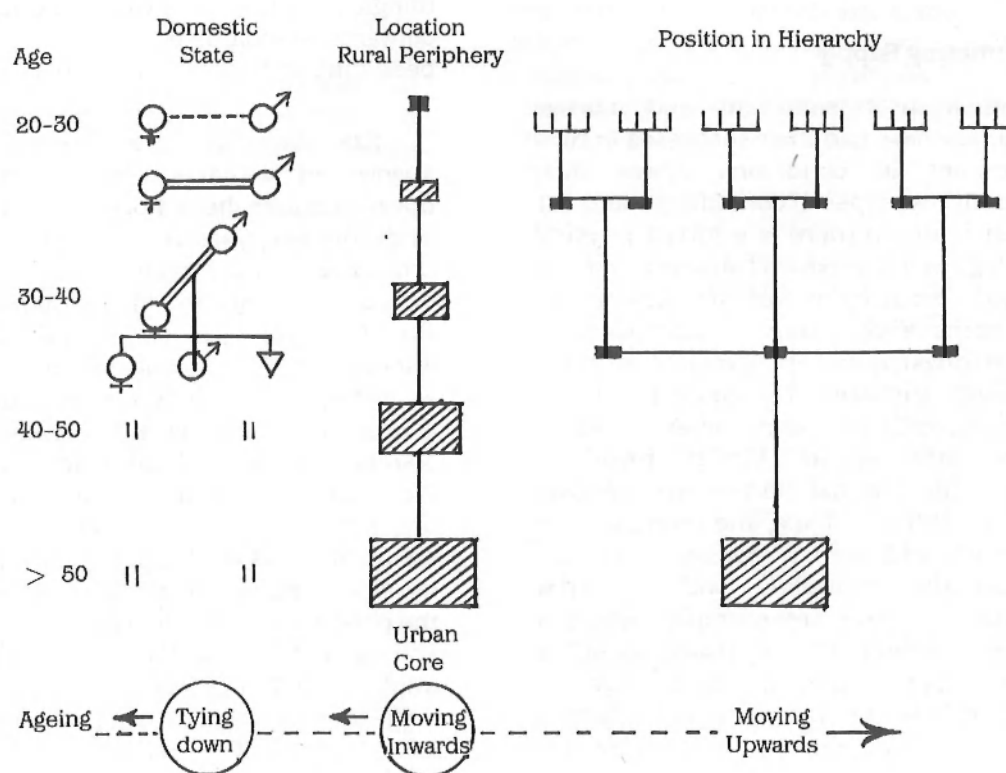 Age
Domestic
State
Location
Rural Periphery
Position in Hierarchy
20-30
30-40
40-50
> 50
Urban
Core
Ageing
Tying
down
Moving
Inwards
Moving
Upwards